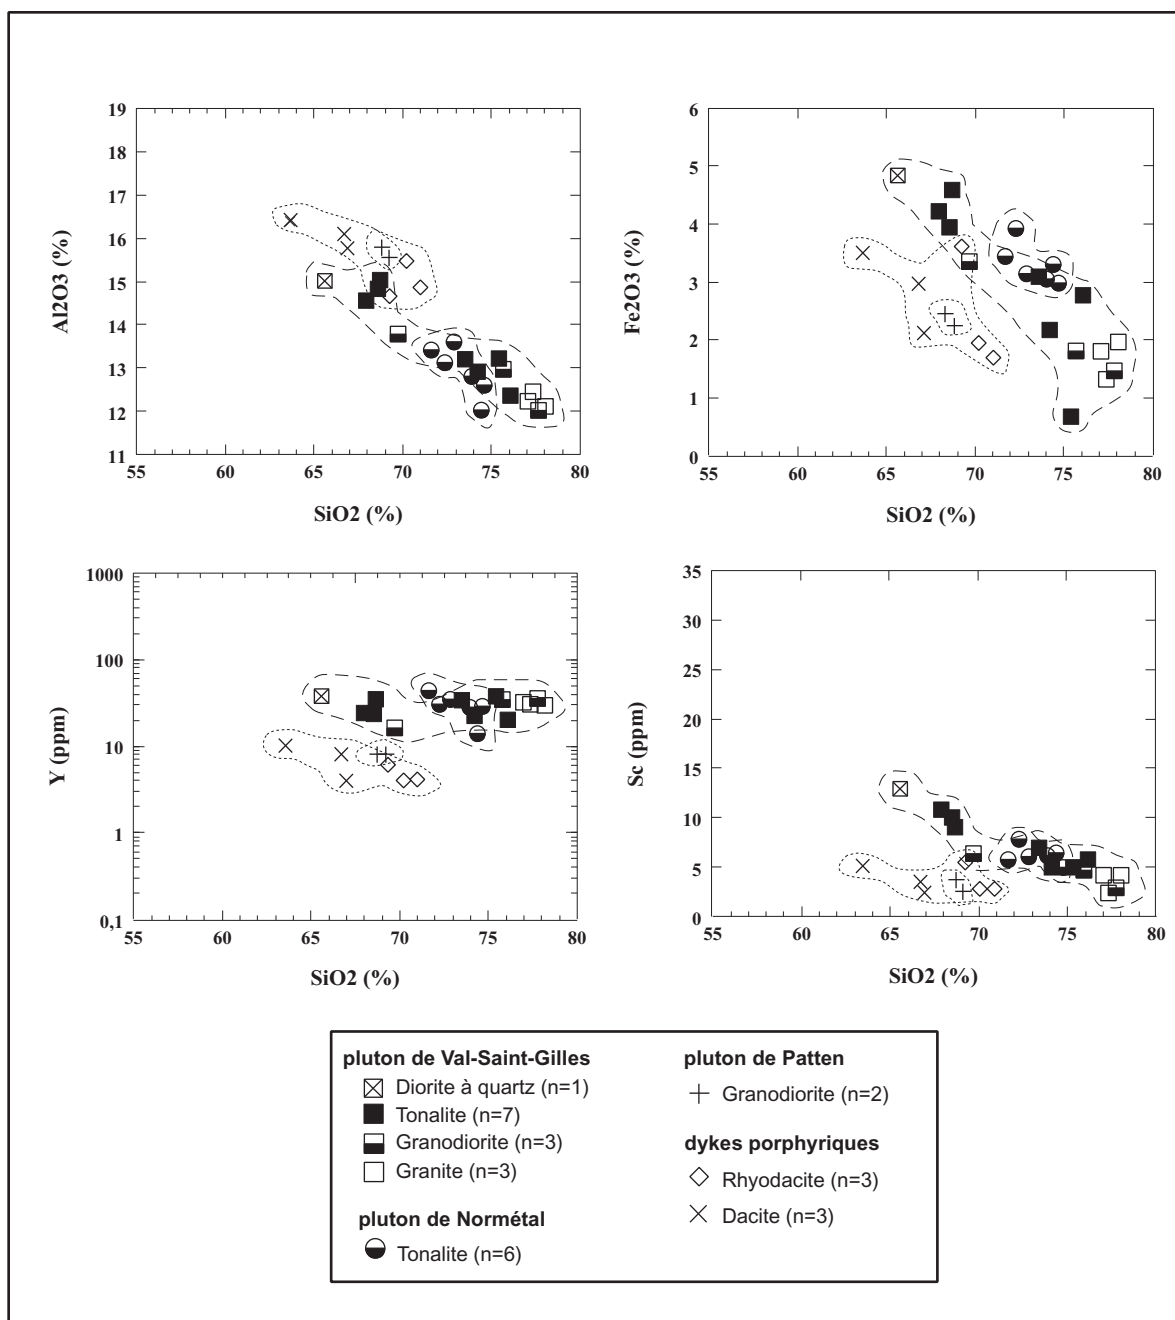 19
18
17
16
15
14
13
12
11
55 60 65 70 75 80
Al2O3 (%)
SiO2 (%)
6
5
4
3
2
1
0
55 60 65 70 75 80
Fe2O3 (%)
SiO2 (%)
1000
100
10
1
0,1
55 60 65 70 75 80
Y (ppm)
SiO2 (%)
35
30
25
20
15
10
5
0
55 60 65 70 75 80
Sc (ppm)
SiO2 (%)
pluton de Val-Saint-Gilles
Diorite à quartz (n=1)
Tonalite (n=7)
Granodiorite (n=3)
Granite (n=3)
pluton de Normétal
Tonalite (n=6)
pluton de Patten
Granodiorite (n=2)
dykes porphyriques
Rhyodacite (n=3)
Dacite (n=3)